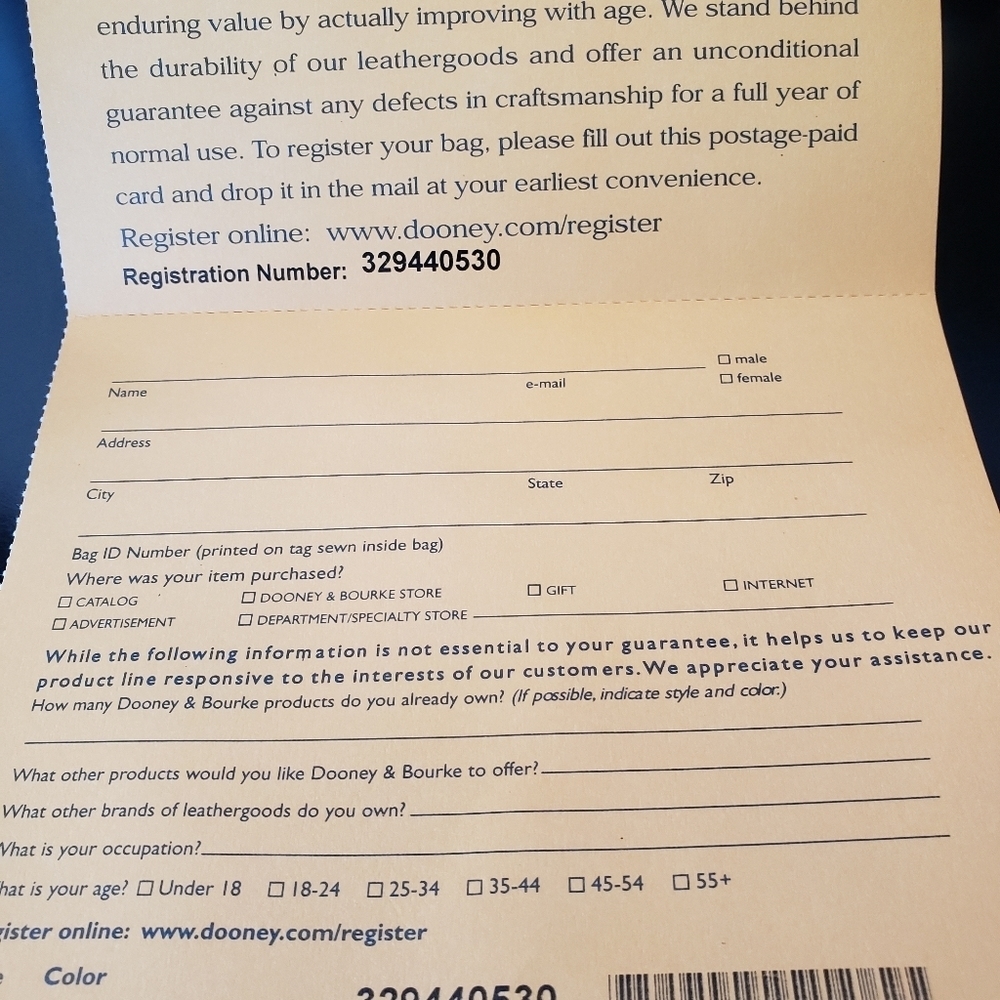 enduring value by actually improving with age. We stand behind
the durability of our leathergoods and offer an unconditional
guarantee against any defects in craftsmanship for a full year of
normal use. To register your bag, please fill out this postage-paid
card and drop it in the mail at your earliest convenience.
Register online: www.dooney.com/register
Registration Number: 329440530
☐ male
Name e-mail ☐ female
Address
City State Zip
Bag ID Number (printed on tag sewn inside bag)
Where was your item purchased?
☐ CATALOG ☐ DOONEY & BOURKE STORE ☐ GIFT ☐ INTERNET
☐ ADVERTISEMENT ☐ DEPARTMENT/SPECIALTY STORE
While the following information is not essential to your guarantee, it helps us to keep our
product line responsive to the interests of our customers. We appreciate your assistance.
How many Dooney & Bourke products do you already own? (If possible, indicate style and color.)
What other products would you like Dooney & Bourke to offer?
What other brands of leathergoods do you own?
What is your occupation?
hat is your age? ☐ Under 18 ☐ 18-24 ☐ 25-34 ☐ 35-44 ☐ 45-54 ☐ 55+
gister online: www.dooney.com/register
Color
329440530